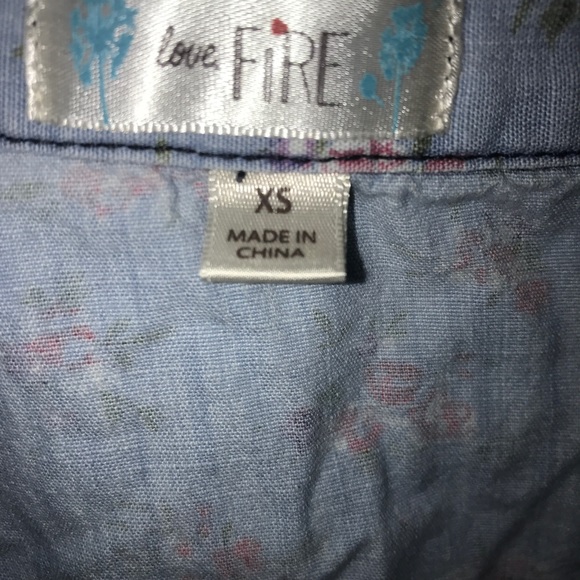 love, FiRE
XS
MADE IN
CHINA